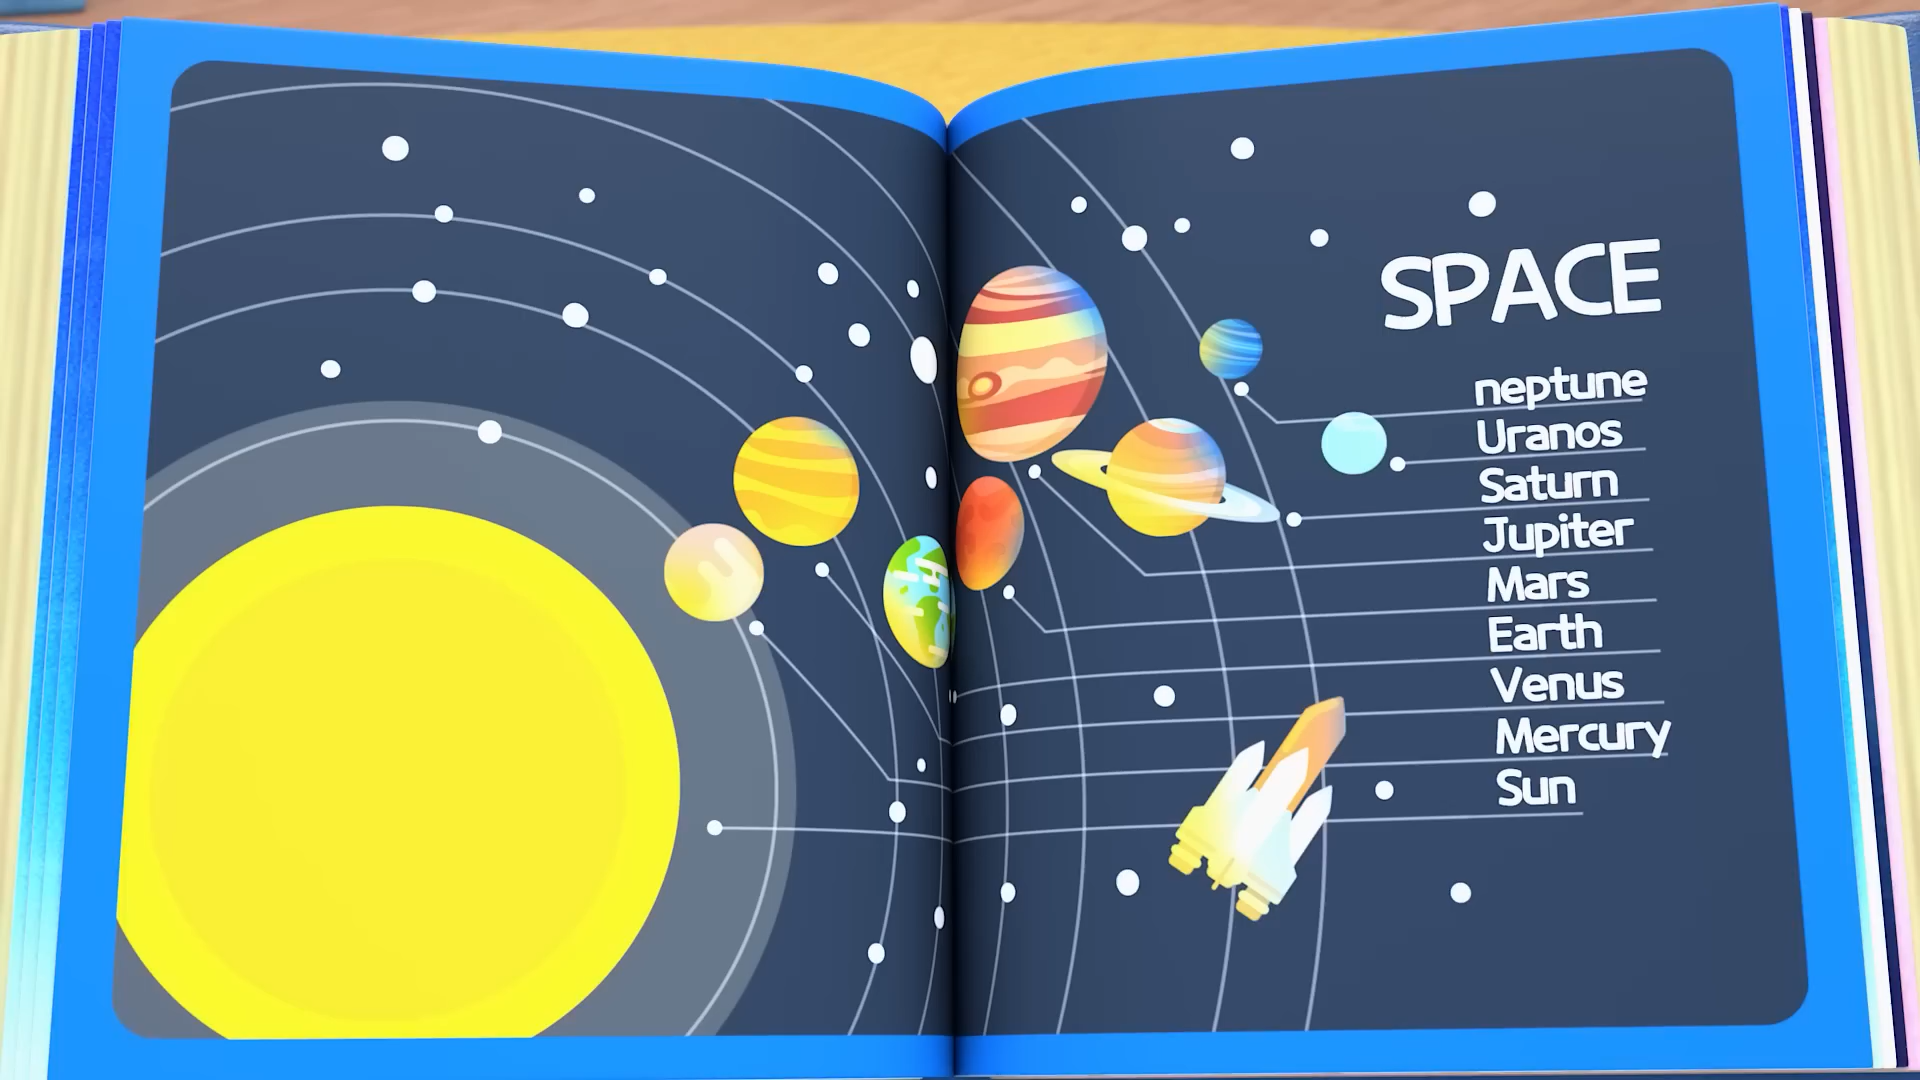 SPACE
neptune
Uranos
Saturn
Jupiter
Mars
Earth
Venus
Mercury
Sun